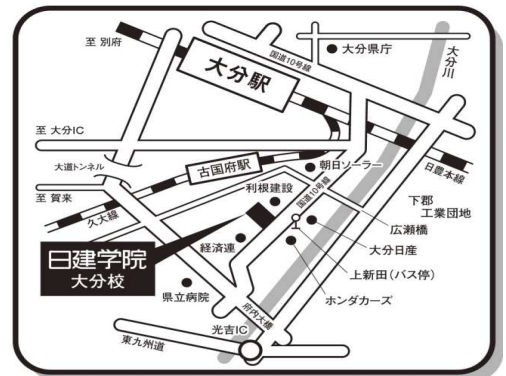 至 別府
大分駅
国道10号線
大分県庁
大分川
至 大分IC
大道トンネル
古国府駅
朝日ソーラー
日豊本線
至 賀来
久大線
利根建設
国道10号線
下郡
工業団地
広瀬橋
日建学院
大分校
経済連
大分日産
上新田(バス停)
県立病院
ホンダカーズ
府内大橋
光吉IC
東九州道